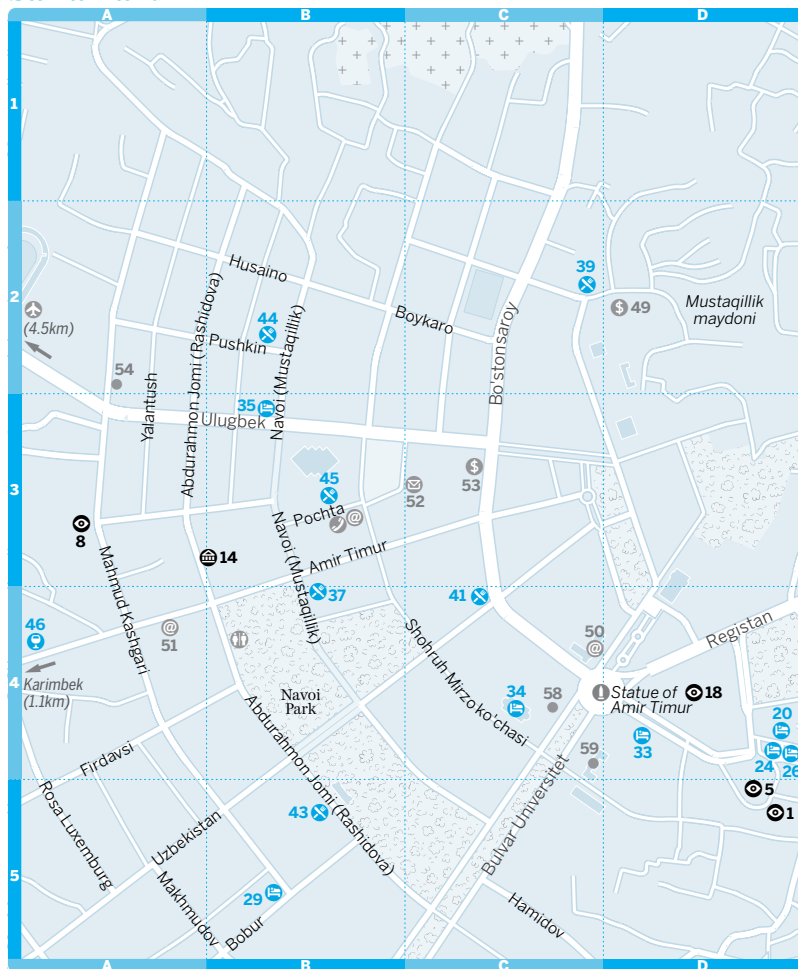 A
B
C
D
1
Husaino
Boykaro
39
2
49
Mustaqillik
maydoni
(4.5km)
44
Pushkin
Navoi (Mustaqillik)
Abdurahmon Jomi (Rashidova)
Bo'stonsaroy
54
Yalantush
35
Ulugbek
3
45
52
53
Pochta
@
8
14
Amir Timur
Navoi (Mustaqillik)
37
41
Mahmud Kashgari
46
@
51
50
@
Registan
4
Karimbek
(1.1km)
Navoi
Park
Shohruh Mirzo ko'chasi
34
58
Statue of
Amir Timur
18
20
33
24
26
59
Firdavsi
Abdurahmon Jomi (Rashidova)
Bulvar Universitet
5
1
43
Rosa Luxemburg
Uzbekistan
5
Makhmudov
29
Bobur
Hamidov
A
B
C
D